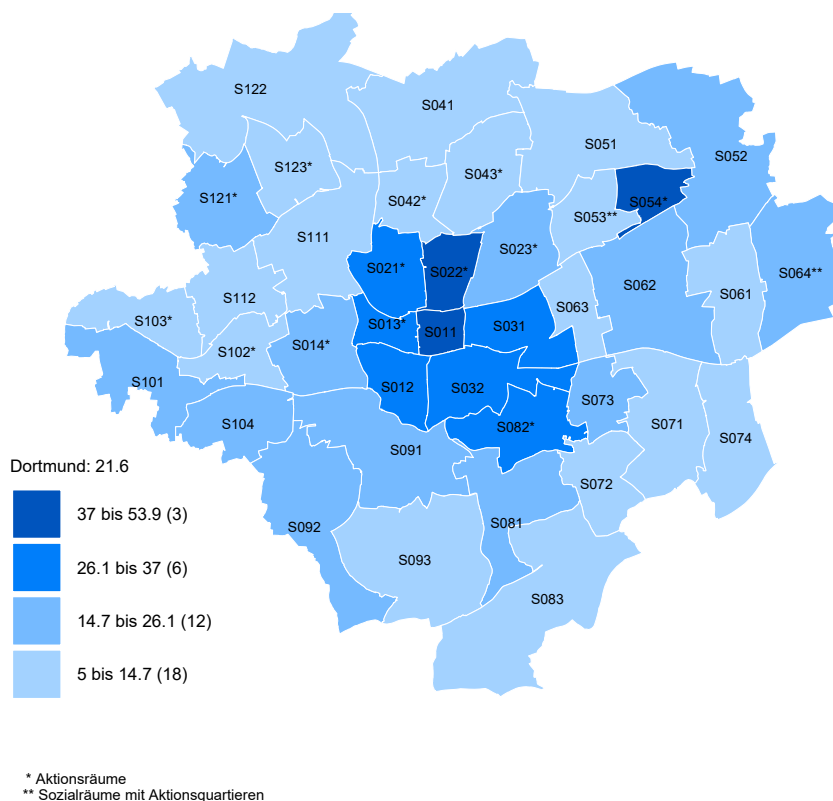 S122
S041
S051
S052
S123*
S043*
S121*
S042*
S053**
S054*
S111
S023*
S021*
S022*
S064**
S062
S061
S112
S063
S103*
S013*
S011
S031
S014*
S102*
S101
S012
S032
S073
S104
S082*
S071
S074
S091
Dortmund: 21.6
S072
37 bis 53.9 (3)
S092
S081
S093
26.1 bis 37 (6)
S083
14.7 bis 26.1 (12)
5 bis 14.7 (18)
* Aktionsräume
** Sozialräume mit Aktionsquartieren